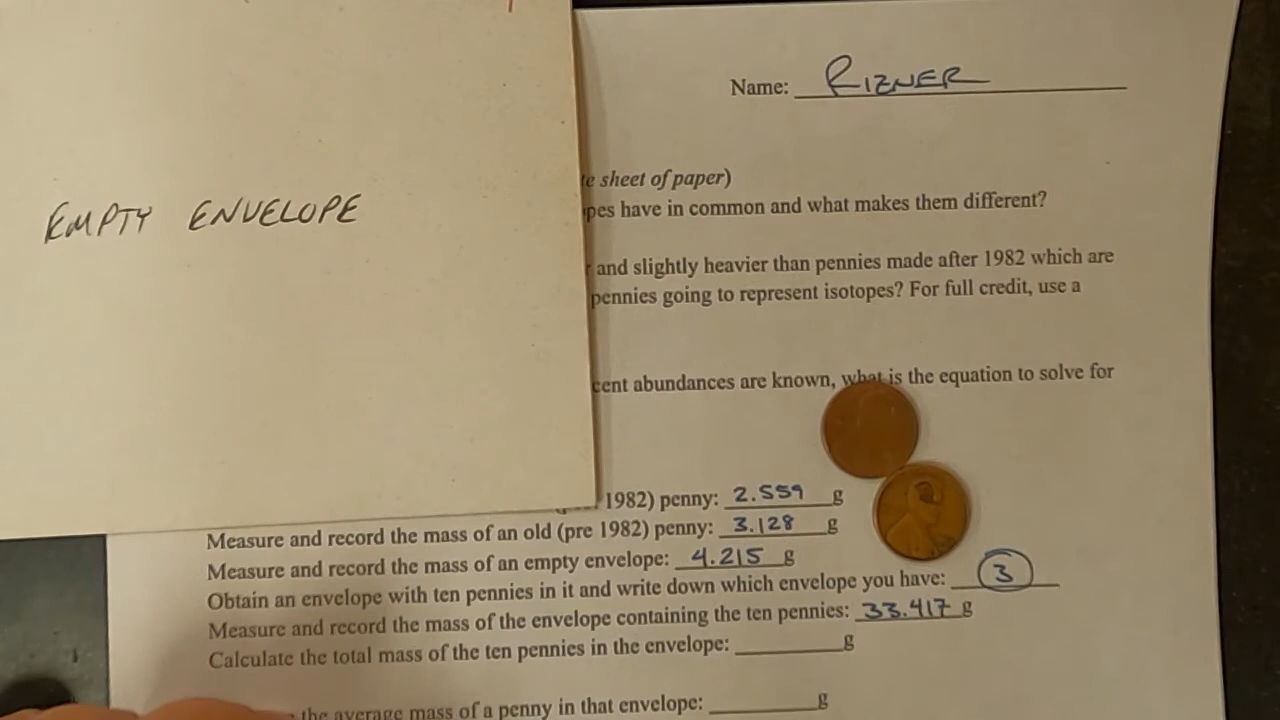 Name: RIZNER
EMPTY ENVELOPE
e sheet of paper)
pes have in common and what makes them different?
and slightly heavier than pennies made after 1982 which are
pennies going to represent isotopes? For full credit, use a
cent abundances are known, what is the equation to solve for
1982) penny: 2.559 g
Measure and record the mass of an old (pre 1982) penny: 3.128 g
Measure and record the mass of an empty envelope: 4.215 g
Obtain an envelope with ten pennies in it and write down which envelope you have: 3
Measure and record the mass of the envelope containing the ten pennies: 33.417 g
Calculate the total mass of the ten pennies in the envelope: ________g
the average mass of a penny in that envelope: ________g